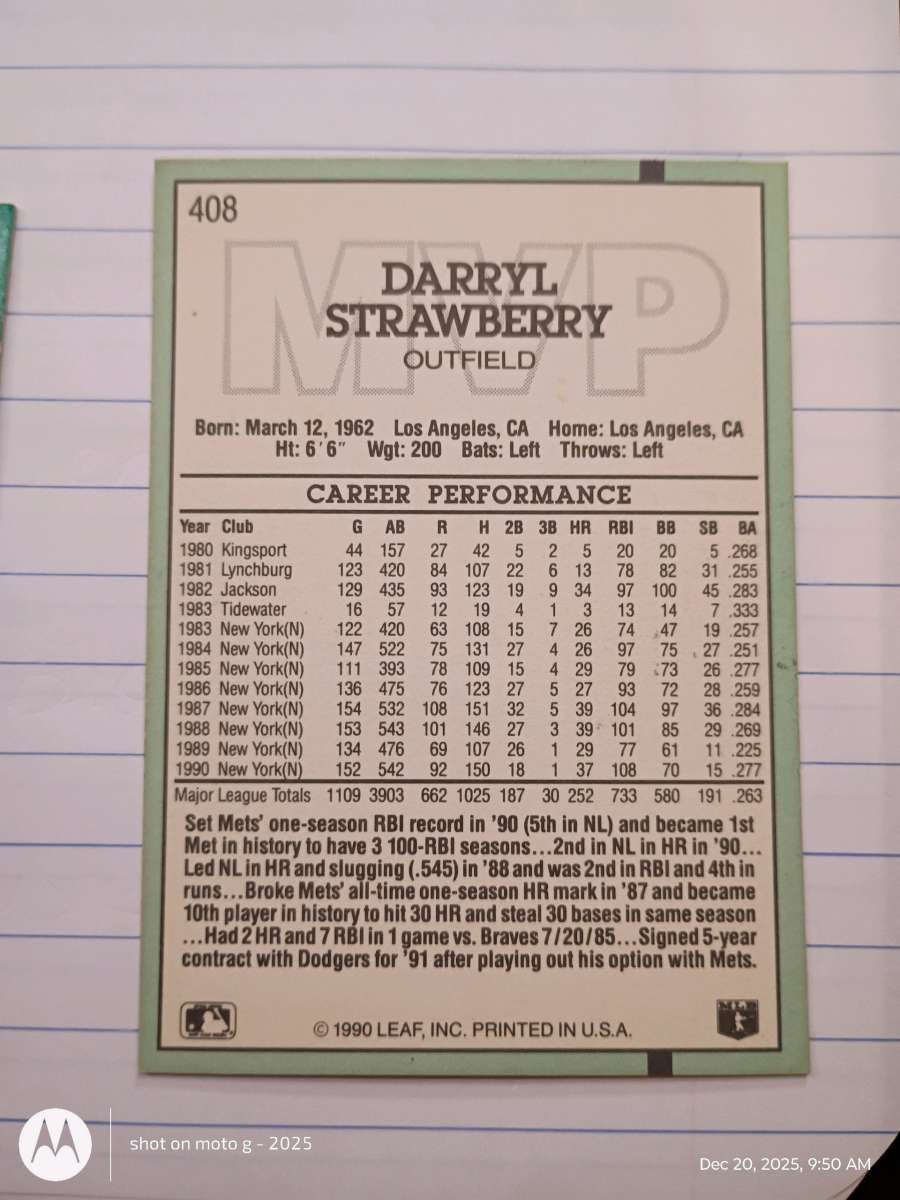 408
MVP
DARRYL
STRAWBERRY
OUTFIELD
Born: March 12, 1962 Los Angeles, CA Home: Los Angeles, CA
Ht: 6'6" Wgt: 200 Bats: Left Throws: Left
CAREER PERFORMANCE
Year Club G AB R H 2B 3B HR RBI BB SB BA
1980 Kingsport 44 157 27 42 5 2 5 20 20 5 .268
1981 Lynchburg 123 420 84 107 22 6 13 78 82 31 .255
1982 Jackson 129 435 93 123 19 9 34 97 100 45 .283
1983 Tidewater 16 57 12 19 4 1 3 13 14 7 .333
1983 New York(N) 122 420 63 108 15 7 26 74 47 19 .257
1984 New York(N) 147 522 75 131 27 4 26 97 75 27 .251
1985 New York(N) 111 393 78 109 15 4 29 79 73 26 .277
1986 New York(N) 136 475 76 123 27 5 27 93 72 28 .259
1987 New York(N) 154 532 108 151 32 5 39 104 97 36 .284
1988 New York(N) 153 543 101 146 27 3 39 101 85 29 .269
1989 New York(N) 134 476 69 107 26 1 29 77 61 11 .225
1990 New York(N) 152 542 92 150 18 1 37 108 70 15 .277
Major League Totals 1109 3903 662 1025 187 30 252 733 580 191 .263
Set Mets' one-season RBI record in '90 (5th in NL) and became 1st
Met in history to have 3 100-RBI seasons...2nd in NL in HR in '90...
Led NL in HR and slugging (.545) in '88 and was 2nd in RBI and 4th in
runs...Broke Mets' all-time one-season HR mark in '87 and became
10th player in history to hit 30 HR and steal 30 bases in same season
...Had 2 HR and 7 RBI in 1 game vs. Braves 7/20/85...Signed 5-year
contract with Dodgers for '91 after playing out his option with Mets.
© 1990 LEAF, INC. PRINTED IN U.S.A.
shot on moto g - 2025
Dec 20, 2025, 9:50 AM